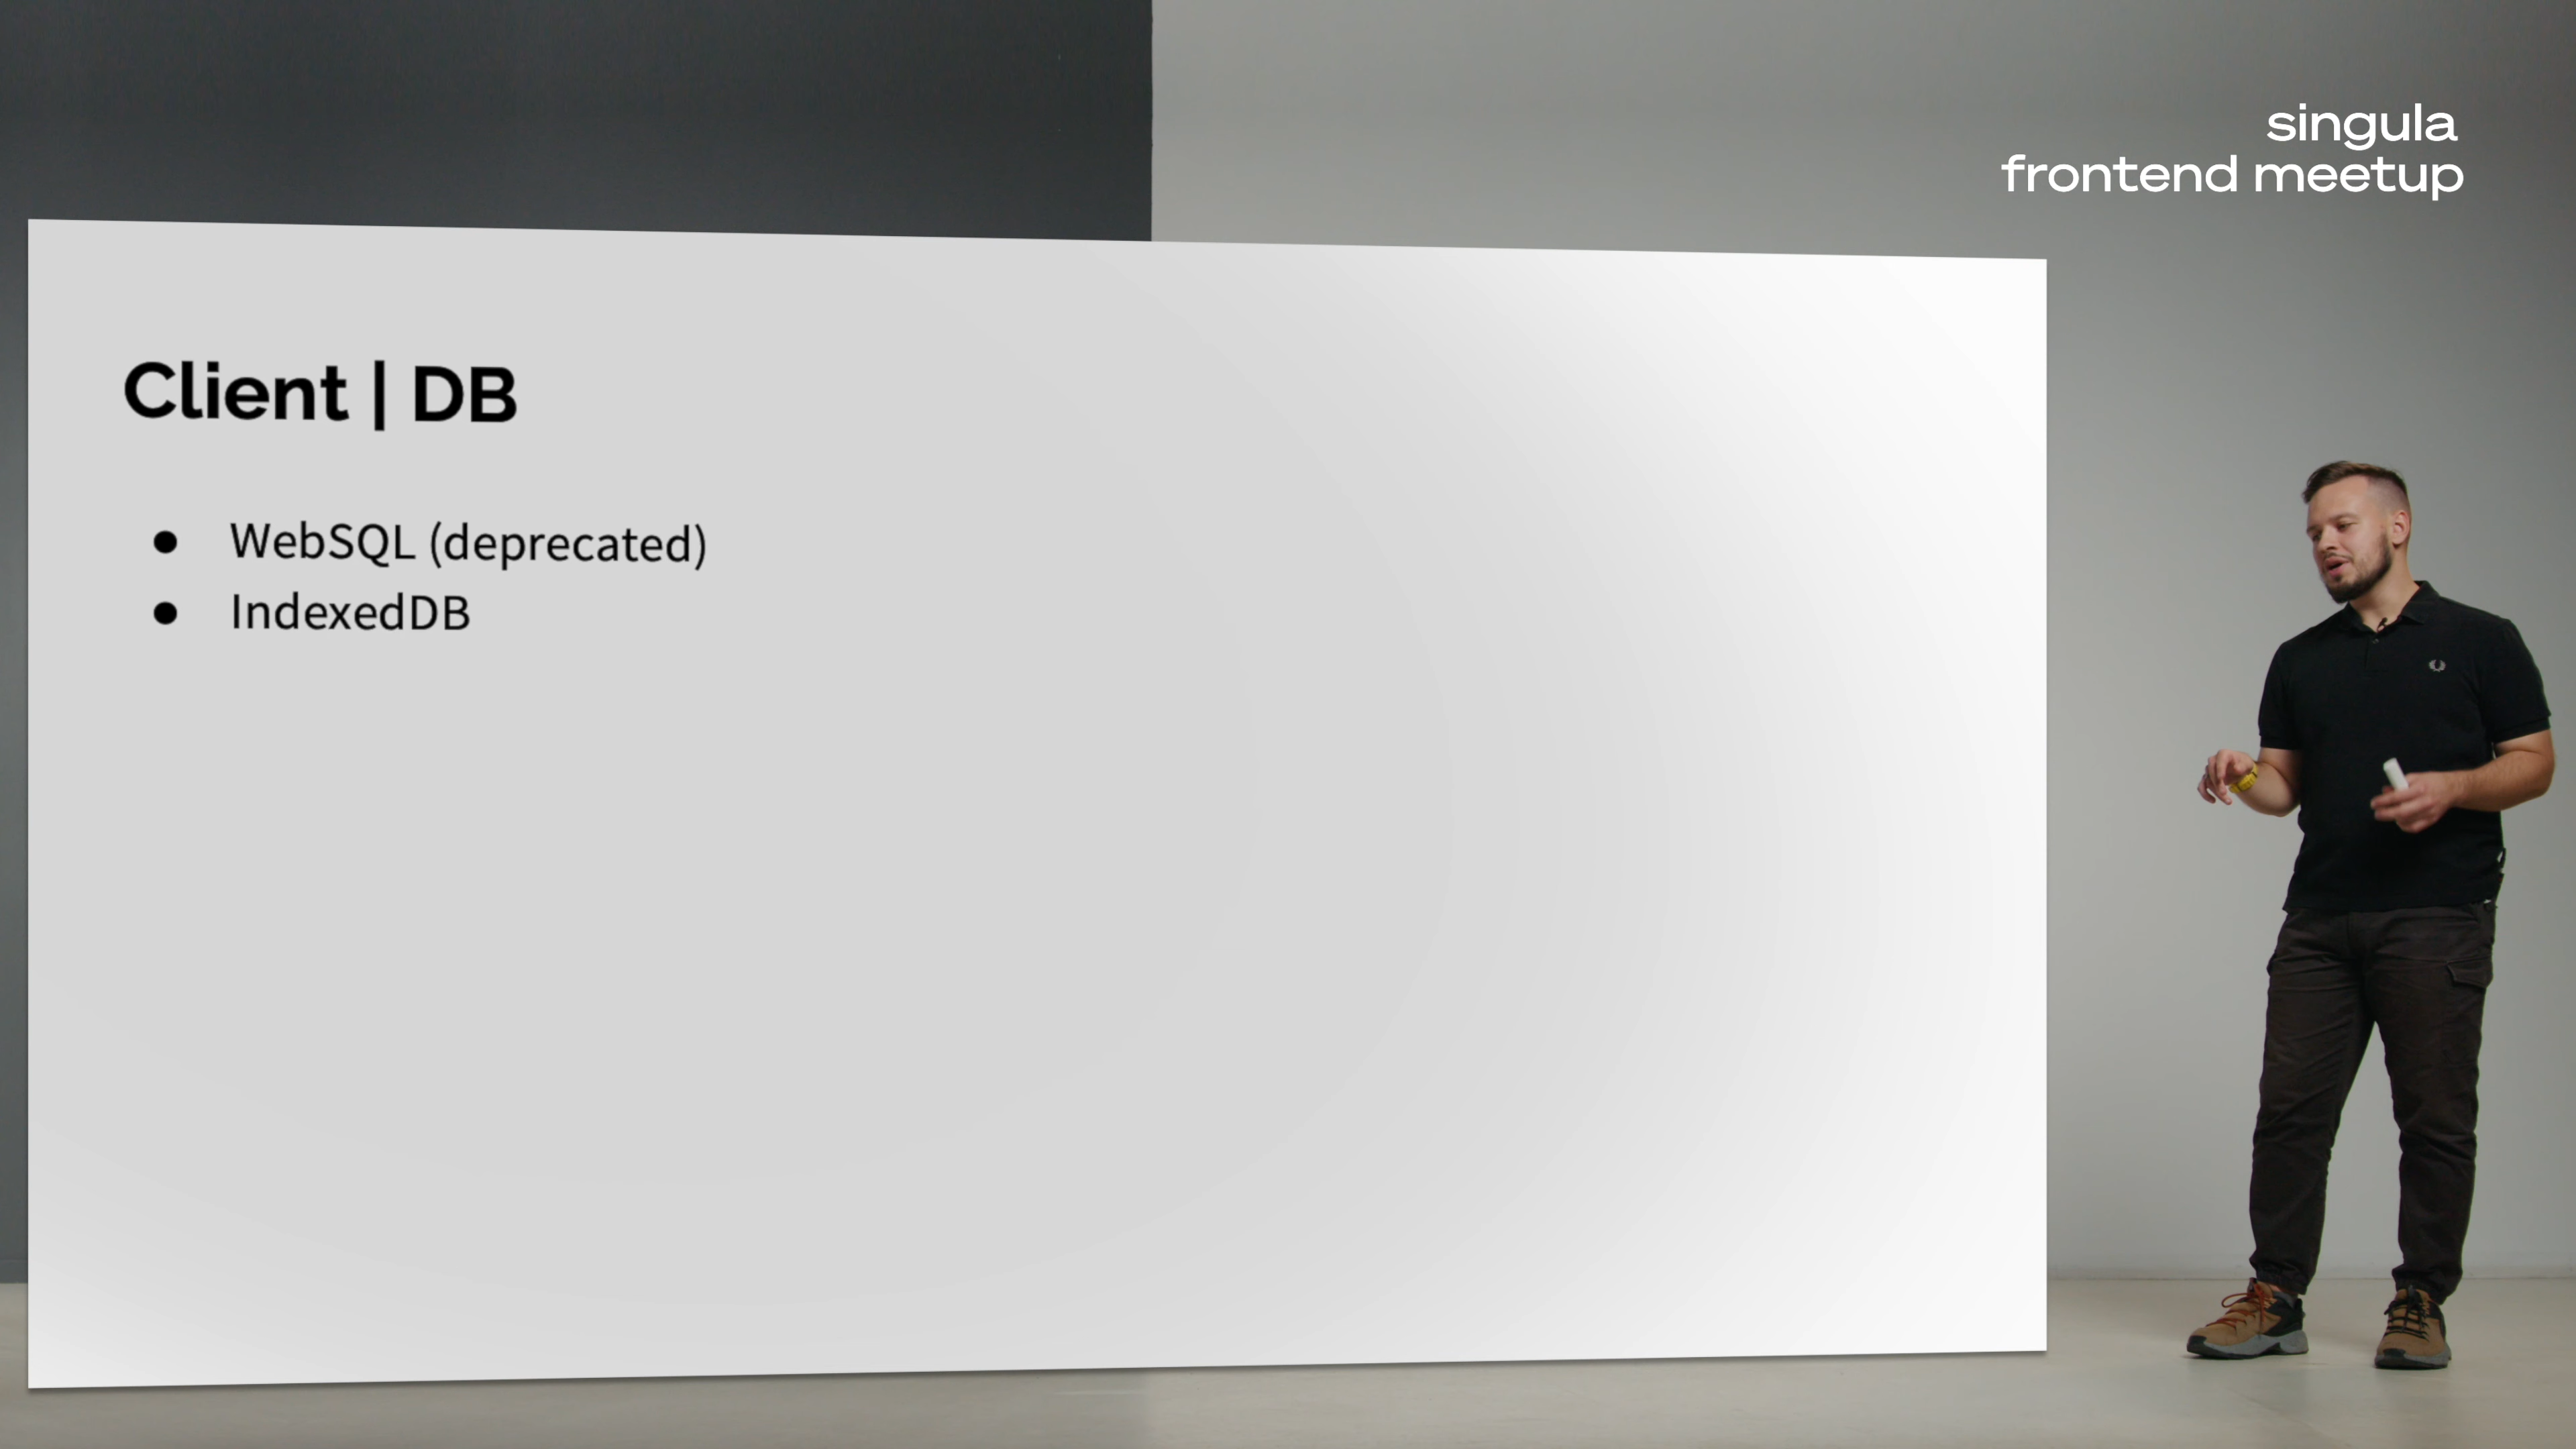 singula
frontend meetup
Client | DB
● WebSQL (deprecated)
● IndexedDB